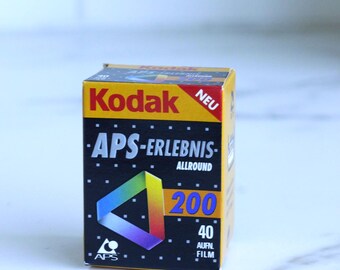 Kodak
NEU
APS-ERLEBNIS
ALLROUND
200
40
AUFN.
FILM
APS